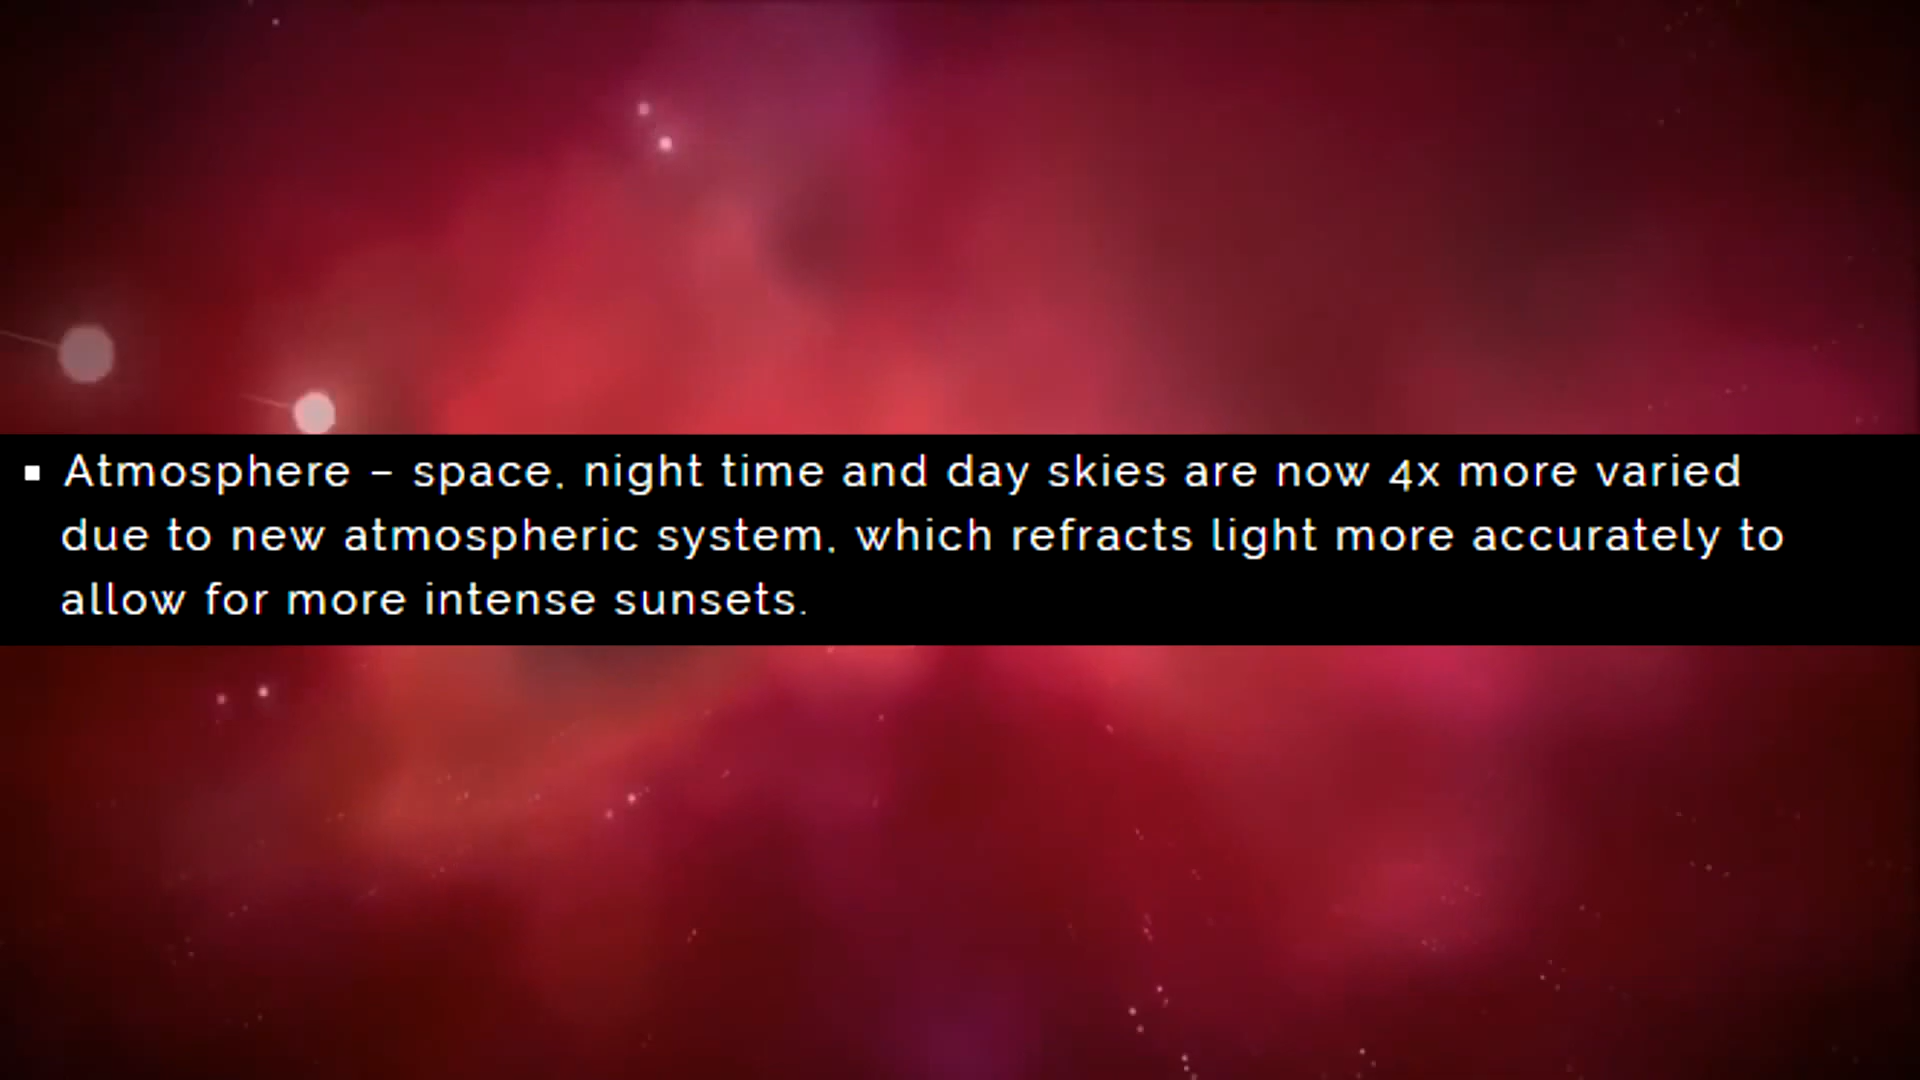 ▪ Atmosphere – space, night time and day skies are now 4x more varied
due to new atmospheric system, which refracts light more accurately to
allow for more intense sunsets.